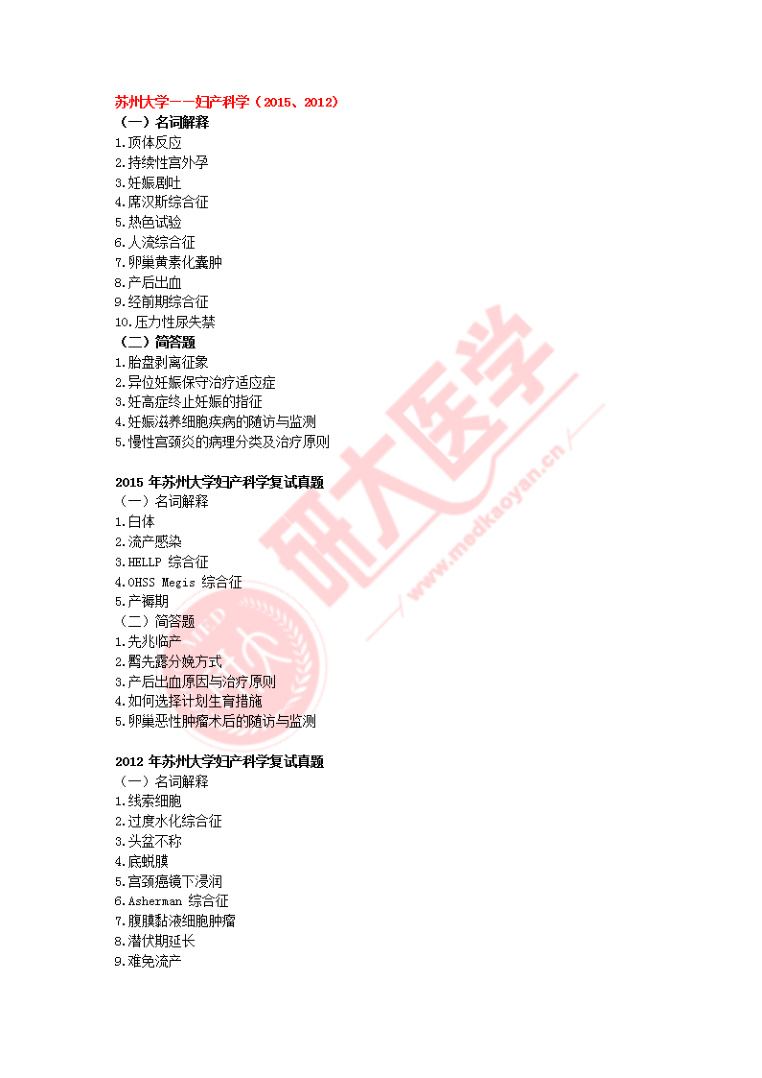 苏州大学——妇产科学（2015、2012）
（一）名词解释
1.顶体反应
2.持续性宫外孕
3.妊娠剧吐
4.席汉斯综合征
5.热色试验
6.人流综合征
7.卵巢黄素化囊肿
8.产后出血
9.经前期综合征
10.压力性尿失禁
（二）简答题
1.胎盘剥离征象
2.异位妊娠保守治疗适应症
3.妊高症终止妊娠的指征
4.妊娠滋养细胞疾病的随访与监测
5.慢性宫颈炎的病理分类及治疗原则
2015 年苏州大学妇产科学复试真题
（一）名词解释
1.白体
2.流产感染
3.HELLP 综合征
4.OHSS Megis 综合征
5.产褥期
（二）简答题
1.先兆临产
2.臀先露分娩方式
3.产后出血原因与治疗原则
4.如何选择计划生育措施
5.卵巢恶性肿瘤术后的随访与监测
2012 年苏州大学妇产科学复试真题
（一）名词解释
1.线索细胞
2.过度水化综合征
3.头盆不称
4.底蜕膜
5.宫颈癌镜下浸润
6.Asherman 综合征
7.腹膜黏液细胞肿瘤
8.潜伏期延长
9.难免流产
研大医学
www.medkaoyan.cn
MED
研大